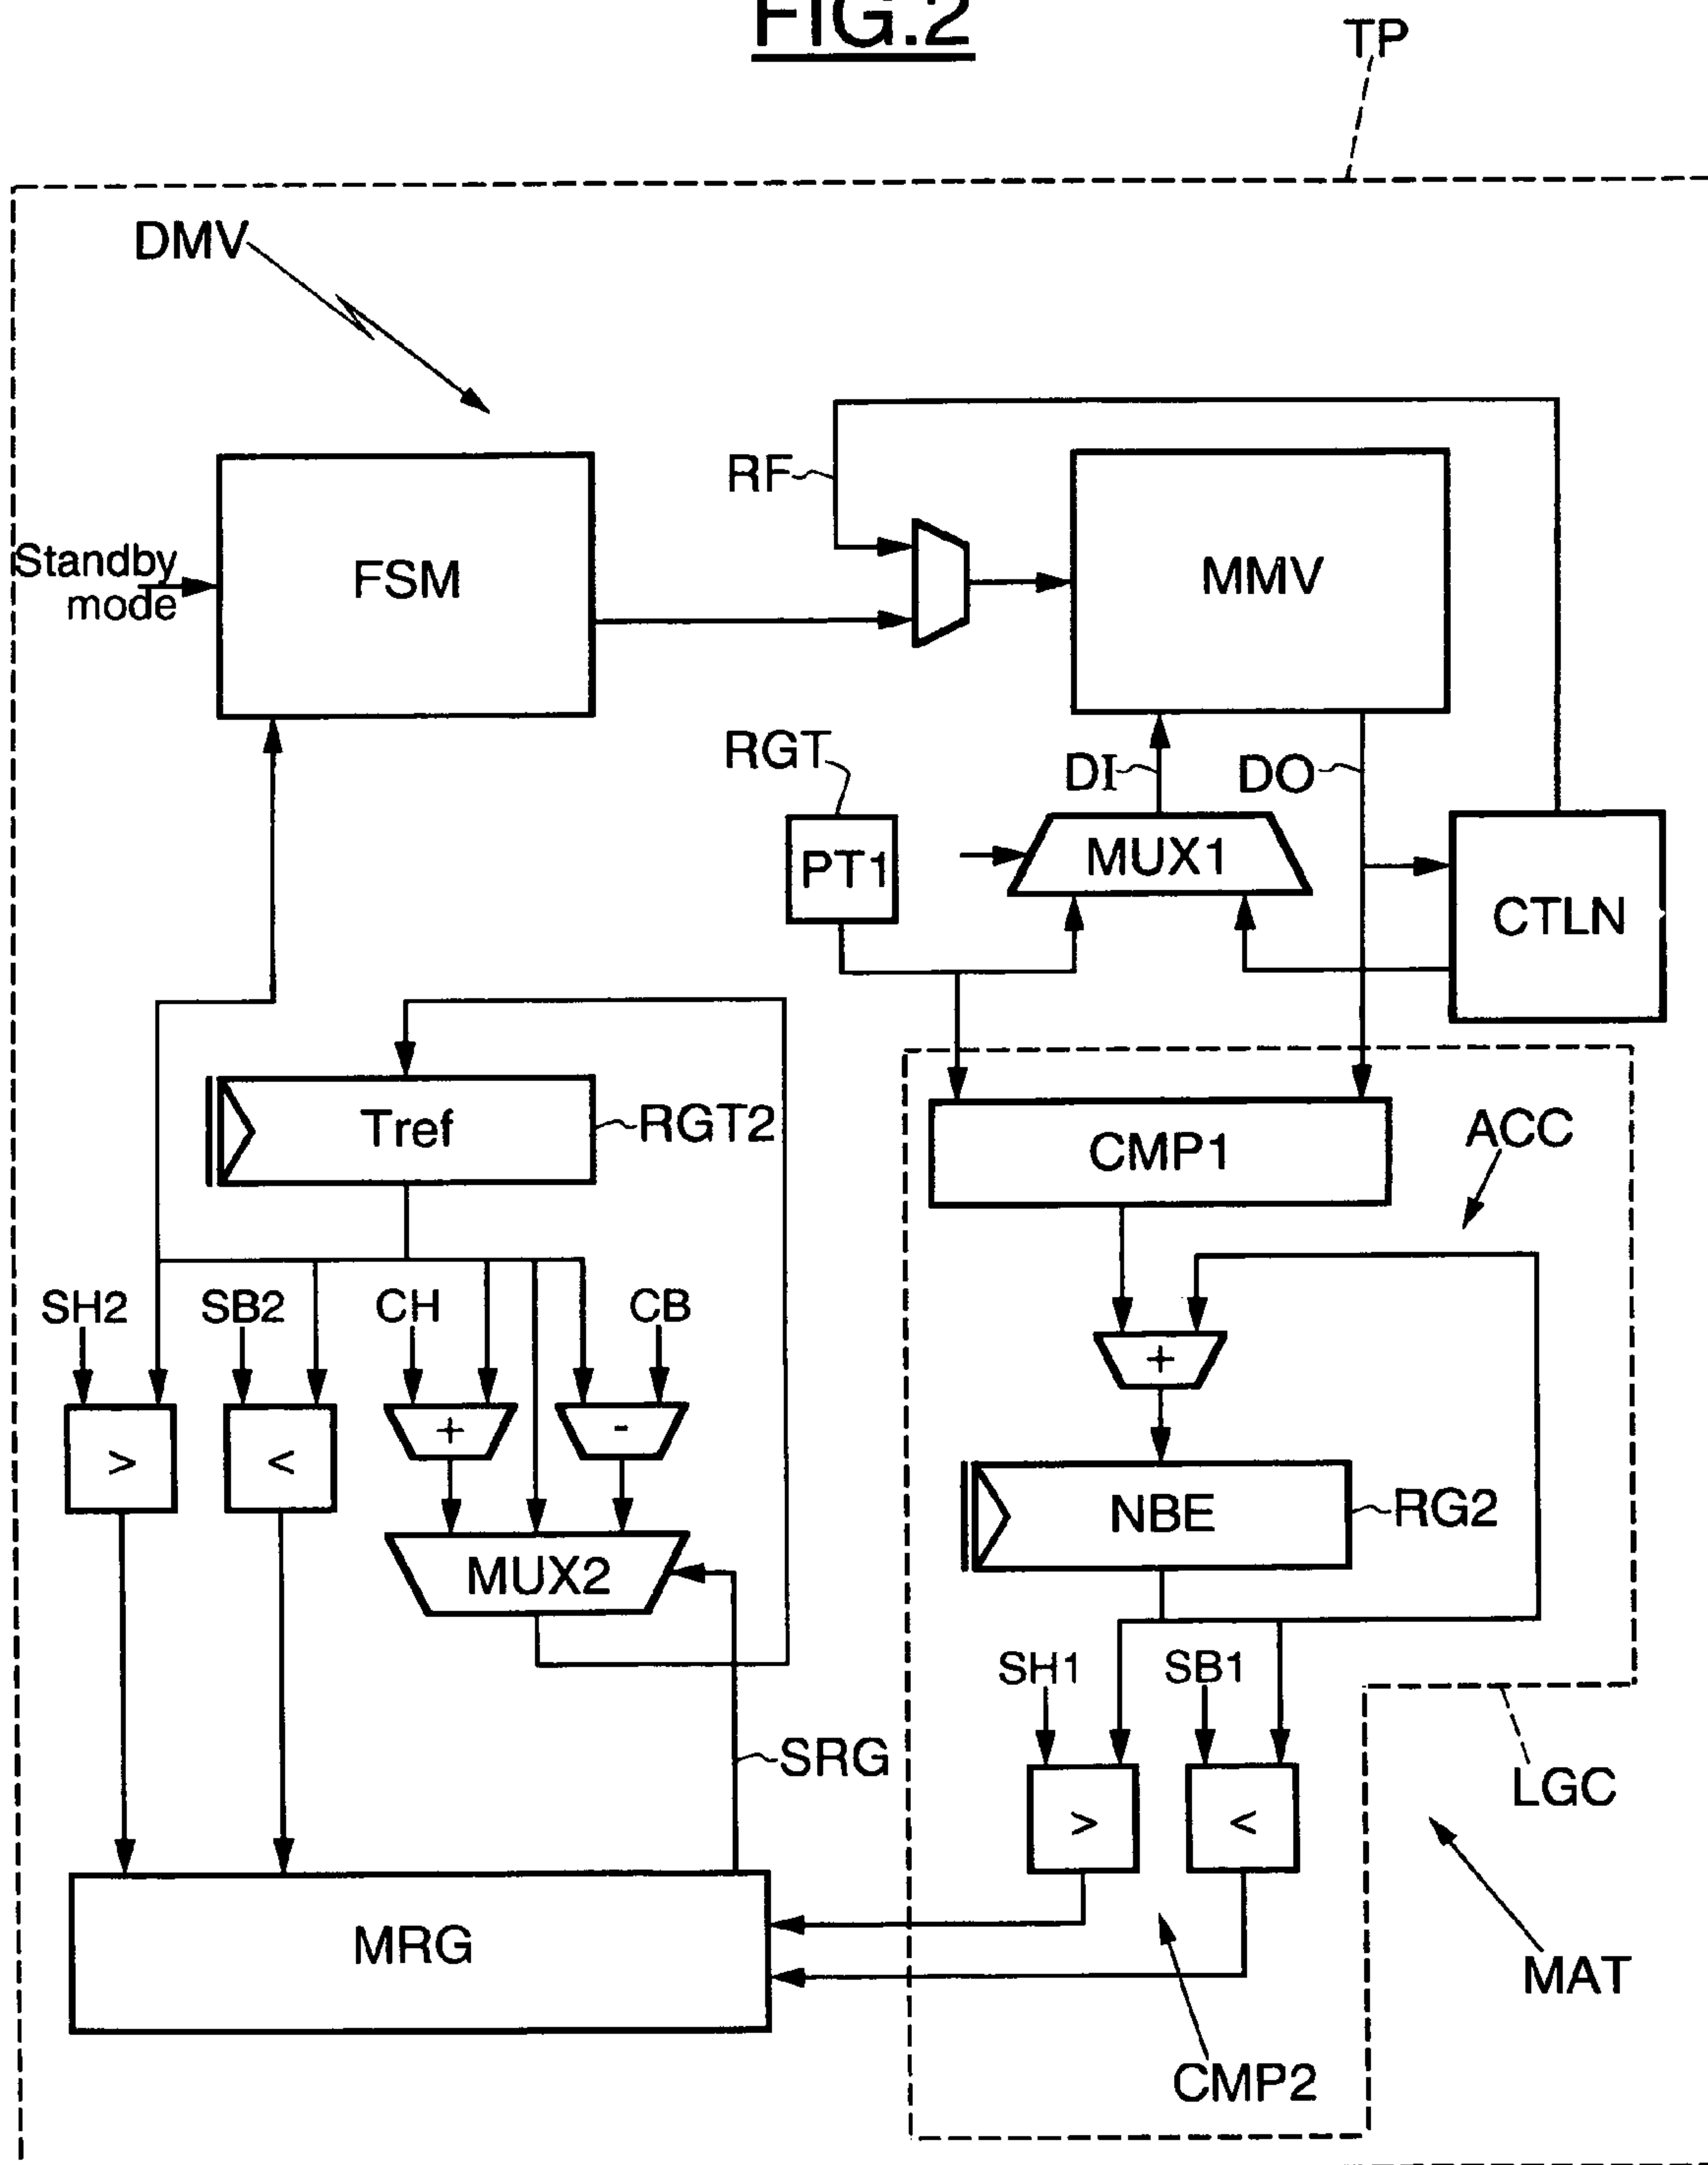 FIG.2
TP
DMV
RF
Standby
mode
FSM
MMV
RGT
DI
DO
PT1
MUX1
CTLN
Tref
RGT2
CMP1
ACC
SH2
SB2
CH
CB
+
>
<
+
-
NBE
RG2
MUX2
SH1
SB1
SRG
LGC
>
<
MRG
MAT
CMP2